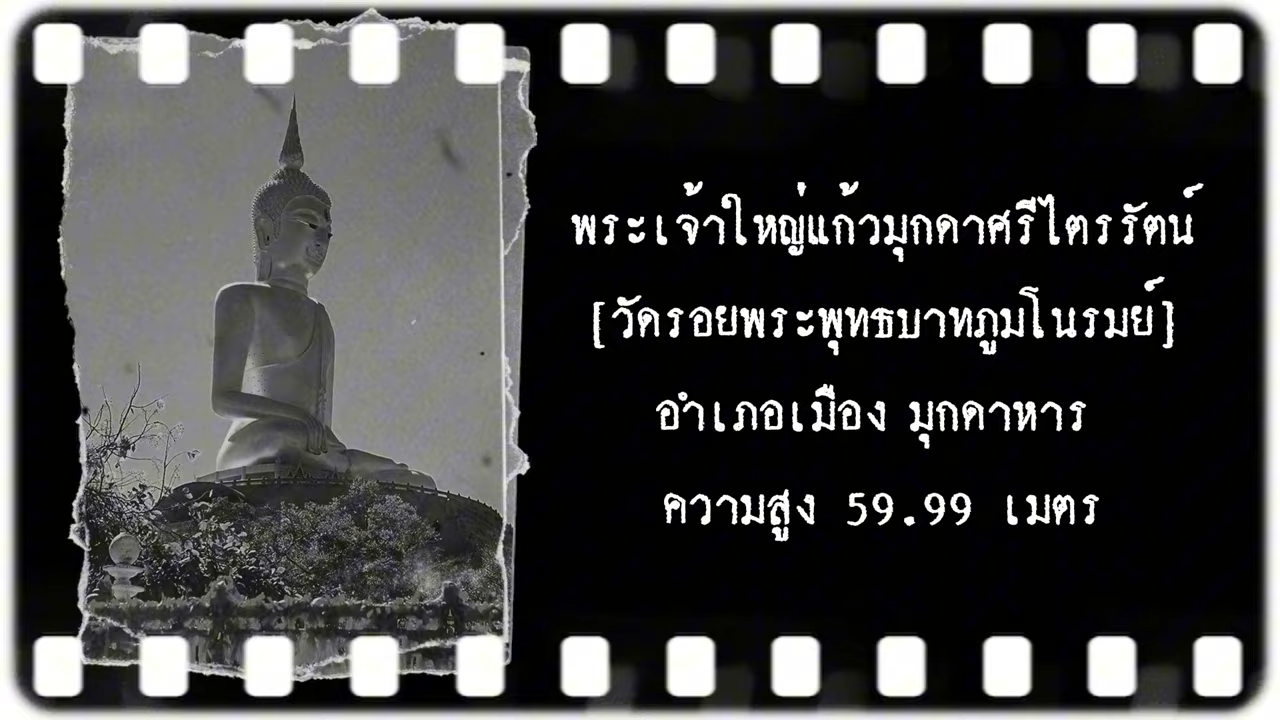 พระเจ้าใหญ่แก้วมุกดาศรีไตรรัตน์
[วัดรอยพระพุทธบาทภูมโนรมย์]
อำเภอเมือง มุกดาหาร
ความสูง 59.99 เมตร